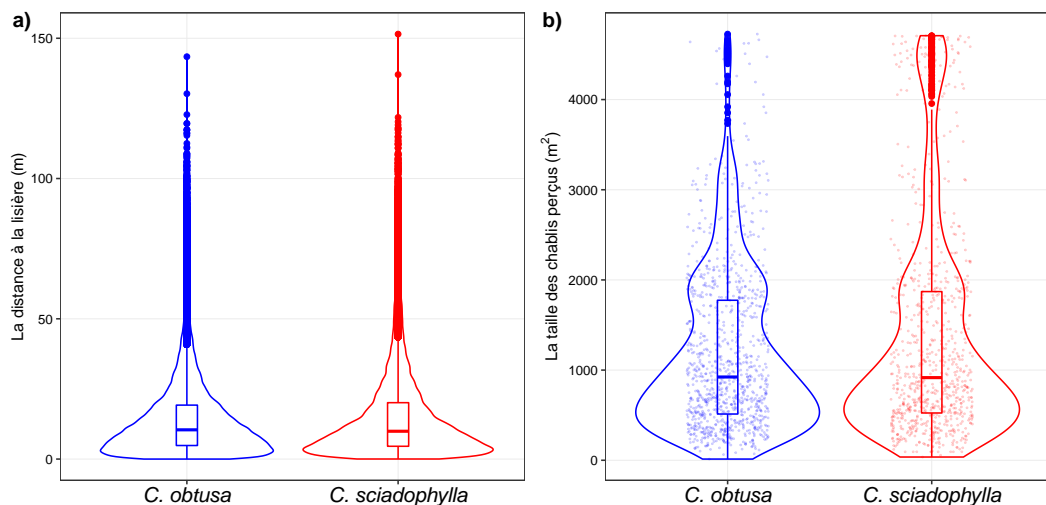 a)
La distance à la lisière (m)
150
100
50
0
C. obtusa
C. sciadophylla
b)
La taille des chablis perçus (m²)
4000
3000
2000
1000
0
C. obtusa
C. sciadophylla